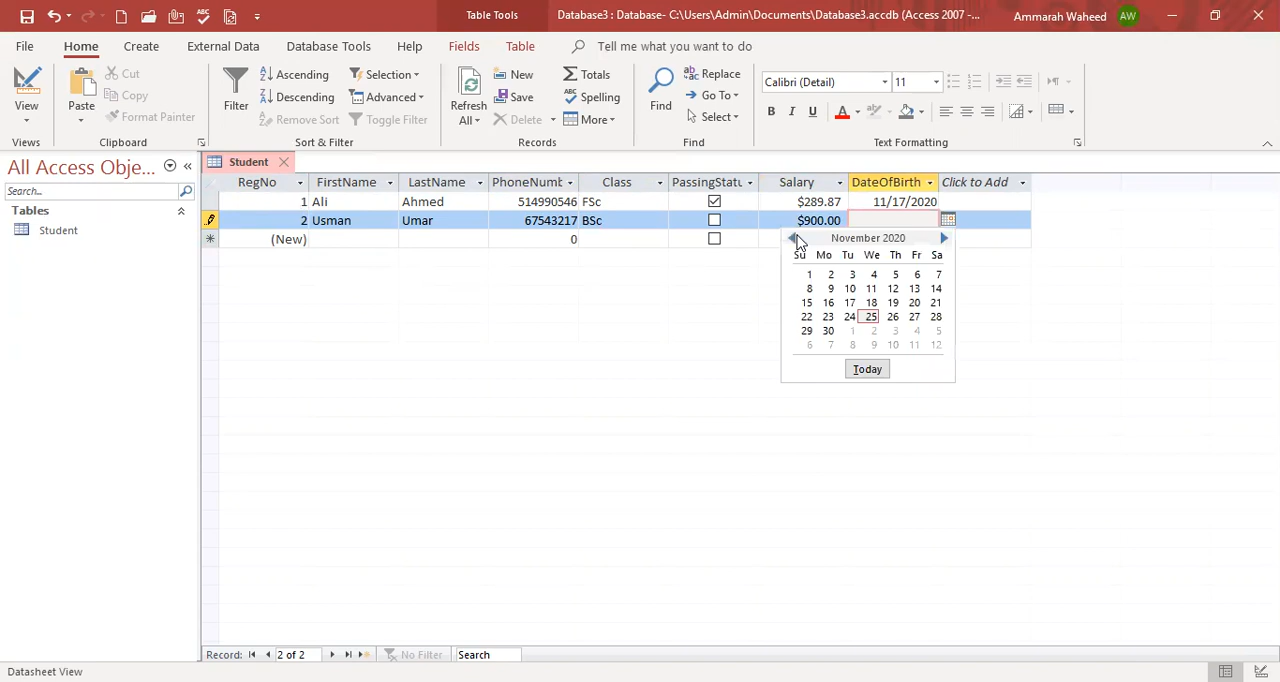 Table Tools
Database3 : Database- C:\Users\Admin\Documents\Database3.accdb (Access 2007 -...
Ammarah Waheed AW
File Home Create External Data Database Tools Help Fields Table Tell me what you want to do
View
Views
Paste
Cut
Copy
Format Painter
Clipboard
Filter
Ascending
Descending
Remove Sort
Selection
Advanced
Toggle Filter
Sort & Filter
Refresh
All
New
Save
Delete
Totals
Spelling
More
Records
Find
Replace
Go To
Select
Find
Calibri (Detail) 11
B I U A
Text Formatting
All Access Obje...
Search...
Tables
Student
Student
RegNo FirstName LastName PhoneNumb Class PassingStatu Salary DateOfBirth Click to Add
1 Ali Ahmed 514990546 FSc $289.87 11/17/2020
2 Usman Umar 67543217 BSc $900.00
(New) 0
November 2020
Su Mo Tu We Th Fr Sa
1 2 3 4 5 6 7
8 9 10 11 12 13 14
15 16 17 18 19 20 21
22 23 24 25 26 27 28
29 30 1 2 3 4 5
6 7 8 9 10 11 12
Today
Record: 2 of 2 No Filter Search
Datasheet View